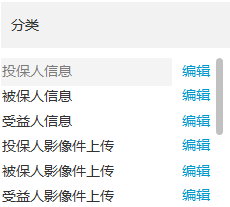 分类
投保人信息 编辑
被保人信息 编辑
受益人信息 编辑
投保人影像件上传 编辑
被保人影像件上传 编辑
受益人影像件上传 编辑